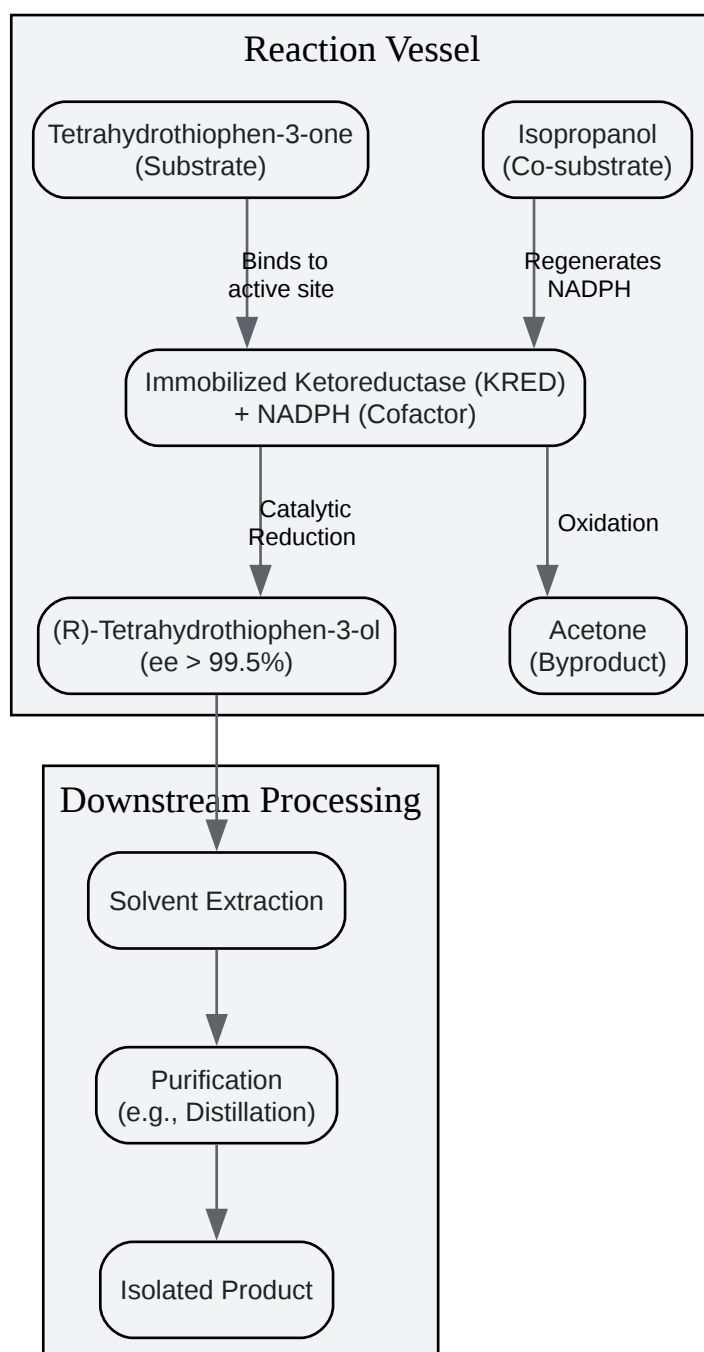 Reaction Vessel
Tetrahydrothiophen-3-one
(Substrate)
Isopropanol
(Co-substrate)
Binds to
active site
Regenerates
NADPH
Immobilized Ketoreductase (KRED)
+ NADPH (Cofactor)
Catalytic
Reduction
Oxidation
(R)-Tetrahydrothiophen-3-ol
(ee > 99.5%)
Acetone
(Byproduct)
Downstream Processing
Solvent Extraction
Purification
(e.g., Distillation)
Isolated Product